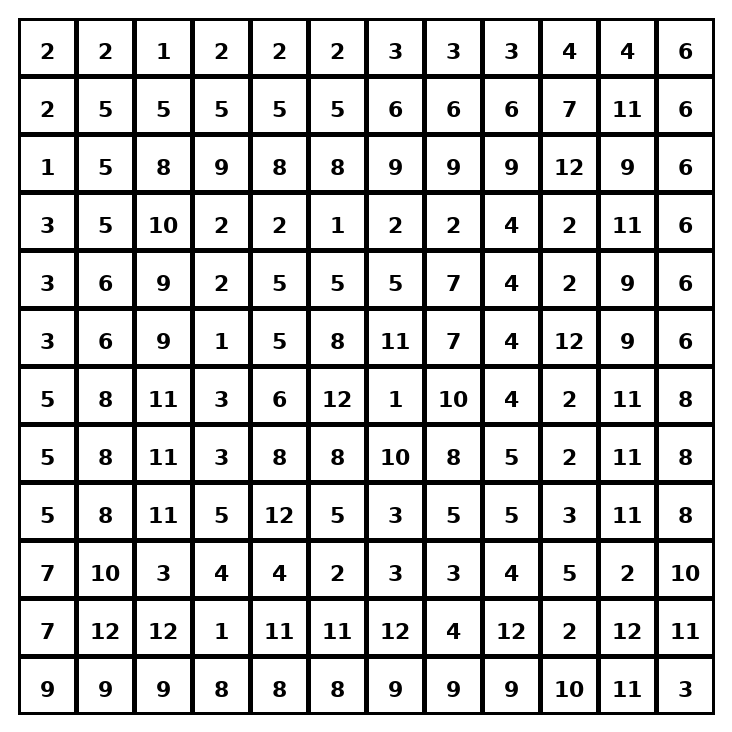 2 2 1 2 2 2 3 3 3 4 4 6
2 5 5 5 5 5 6 6 6 7 11 6
1 5 8 9 8 8 9 9 9 12 9 6
3 5 10 2 2 1 2 2 4 2 11 6
3 6 9 2 5 5 5 7 4 2 9 6
3 6 9 1 5 8 11 7 4 12 9 6
5 8 11 3 6 12 1 10 4 2 11 8
5 8 11 3 8 8 10 8 5 2 11 8
5 8 11 5 12 5 3 5 5 3 11 8
7 10 3 4 4 2 3 3 4 5 2 10
7 12 12 1 11 11 12 4 12 2 12 11
9 9 9 8 8 8 9 9 9 10 11 3